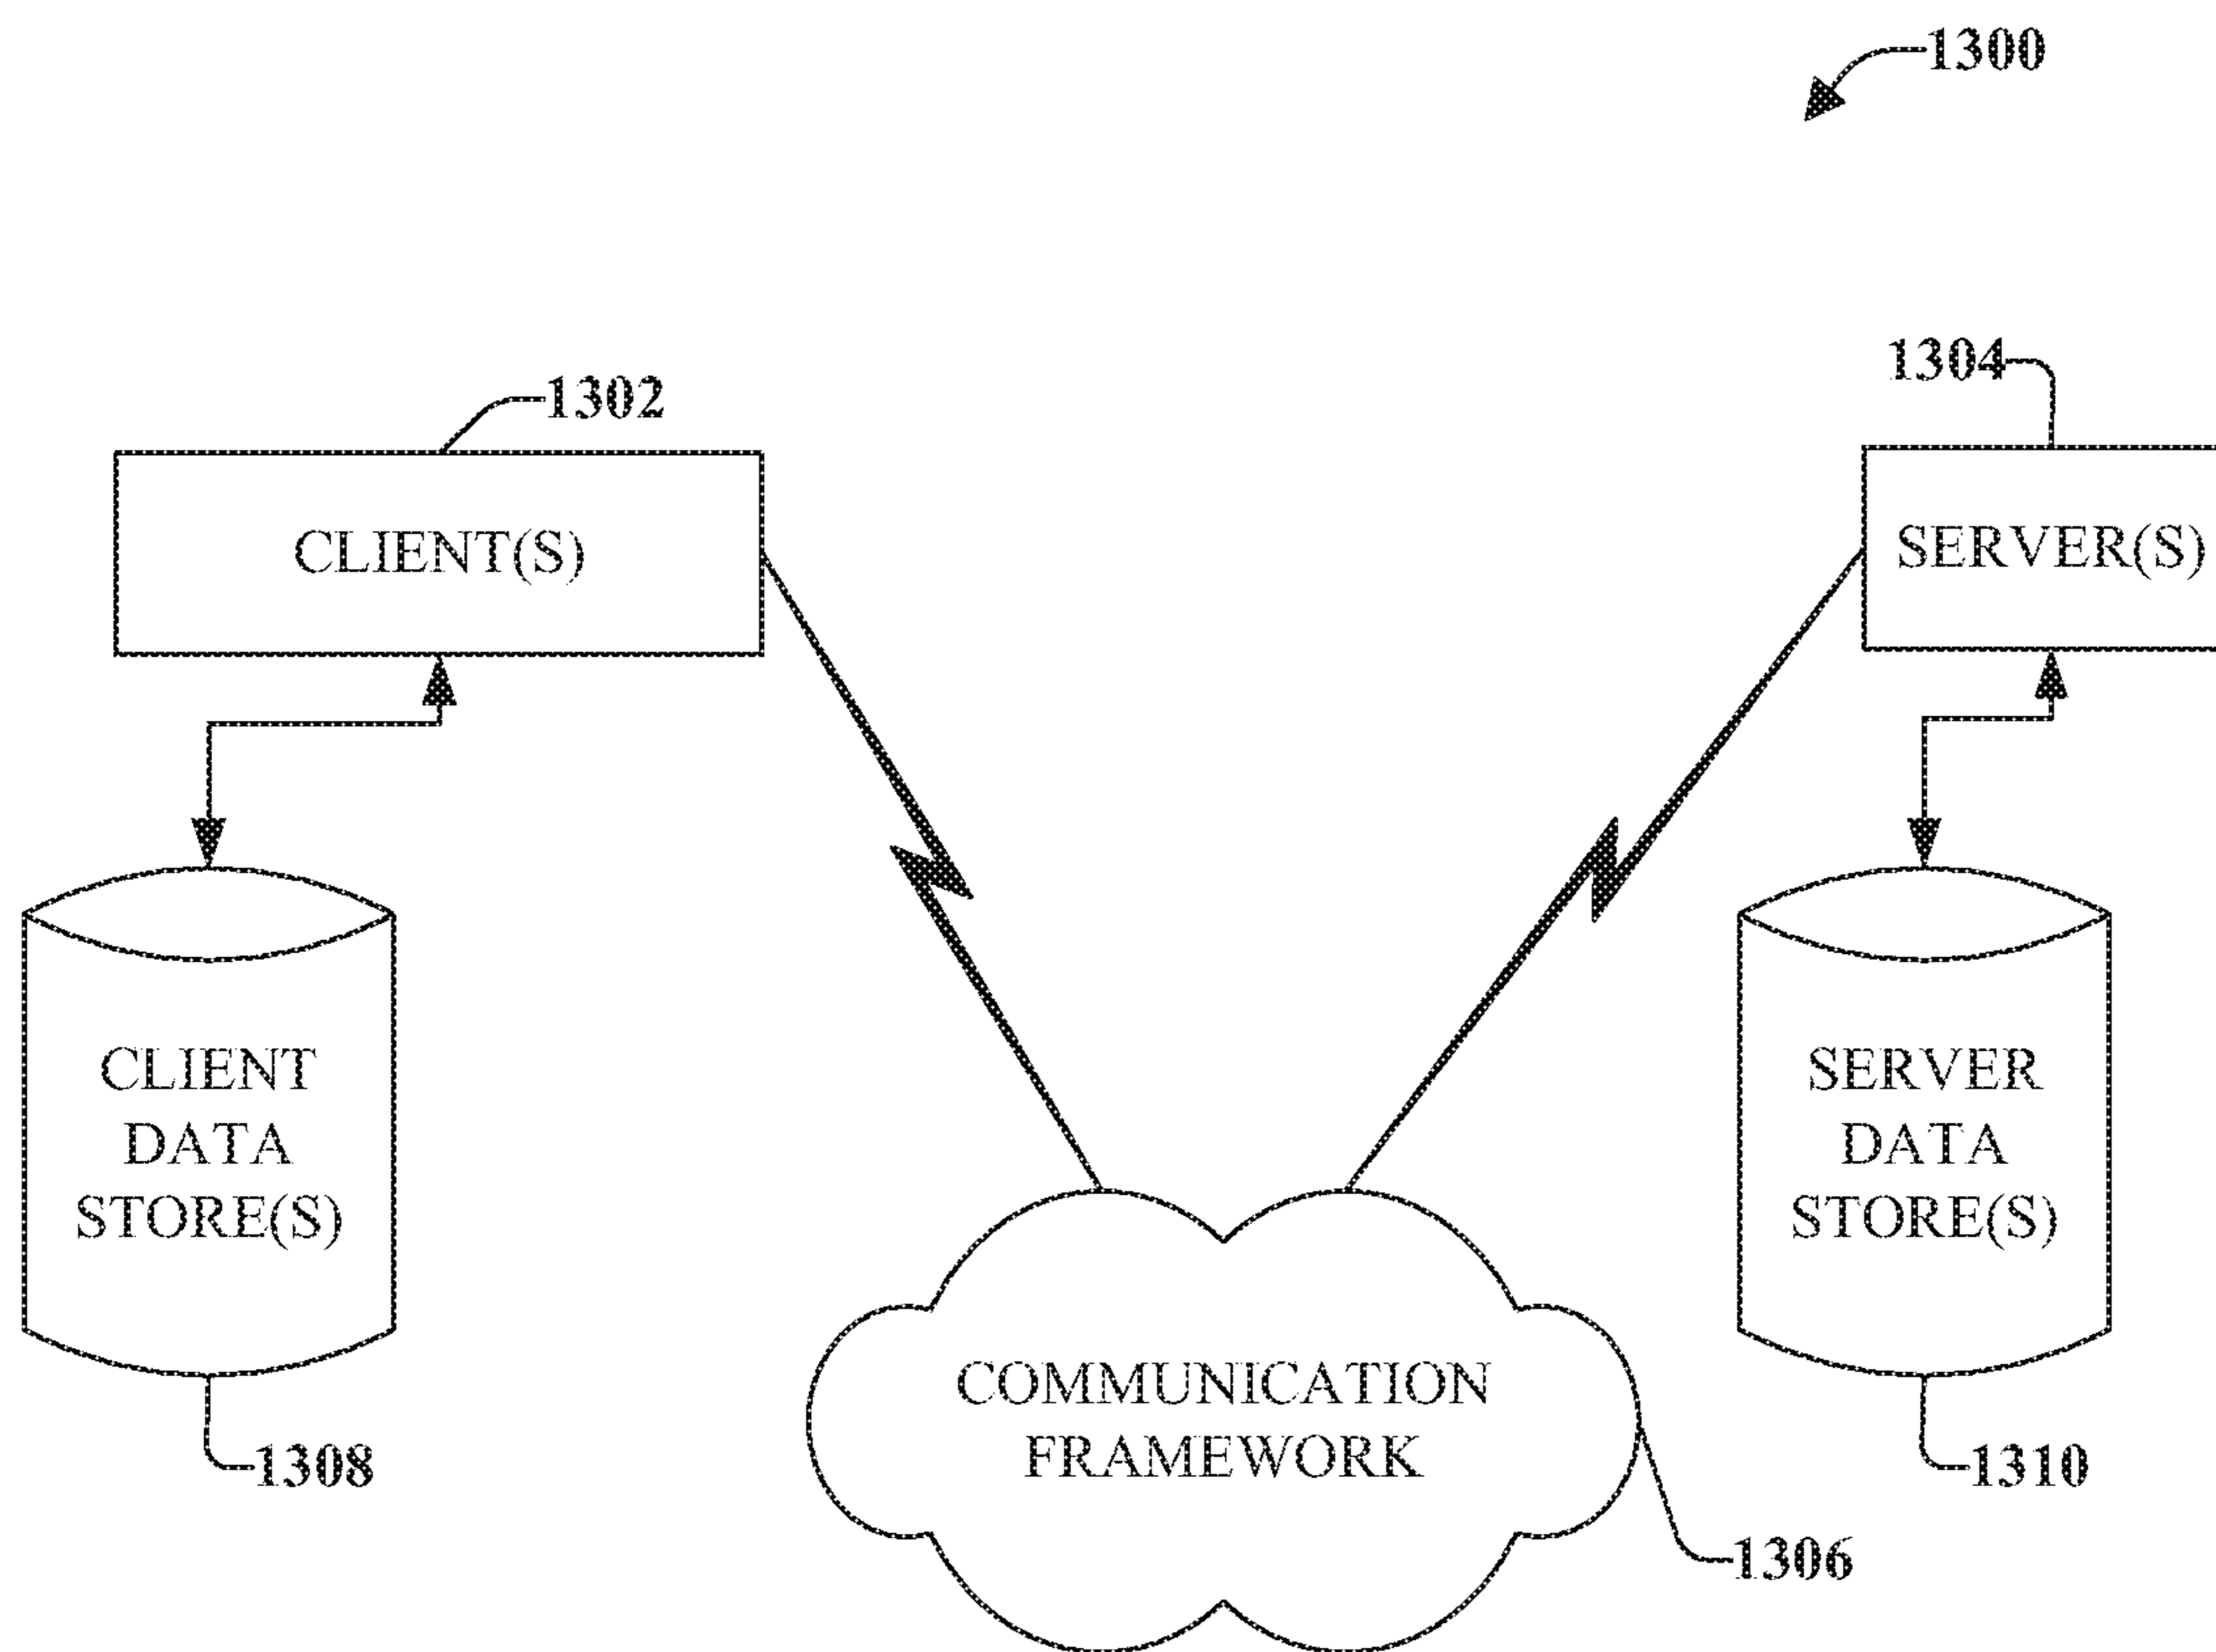 1300
1302
1304
CLIENT(S)
SERVER(S)
CLIENT
DATA
STORE(S)
SERVER
DATA
STORE(S)
COMMUNICATION
FRAMEWORK
1308
1310
1306